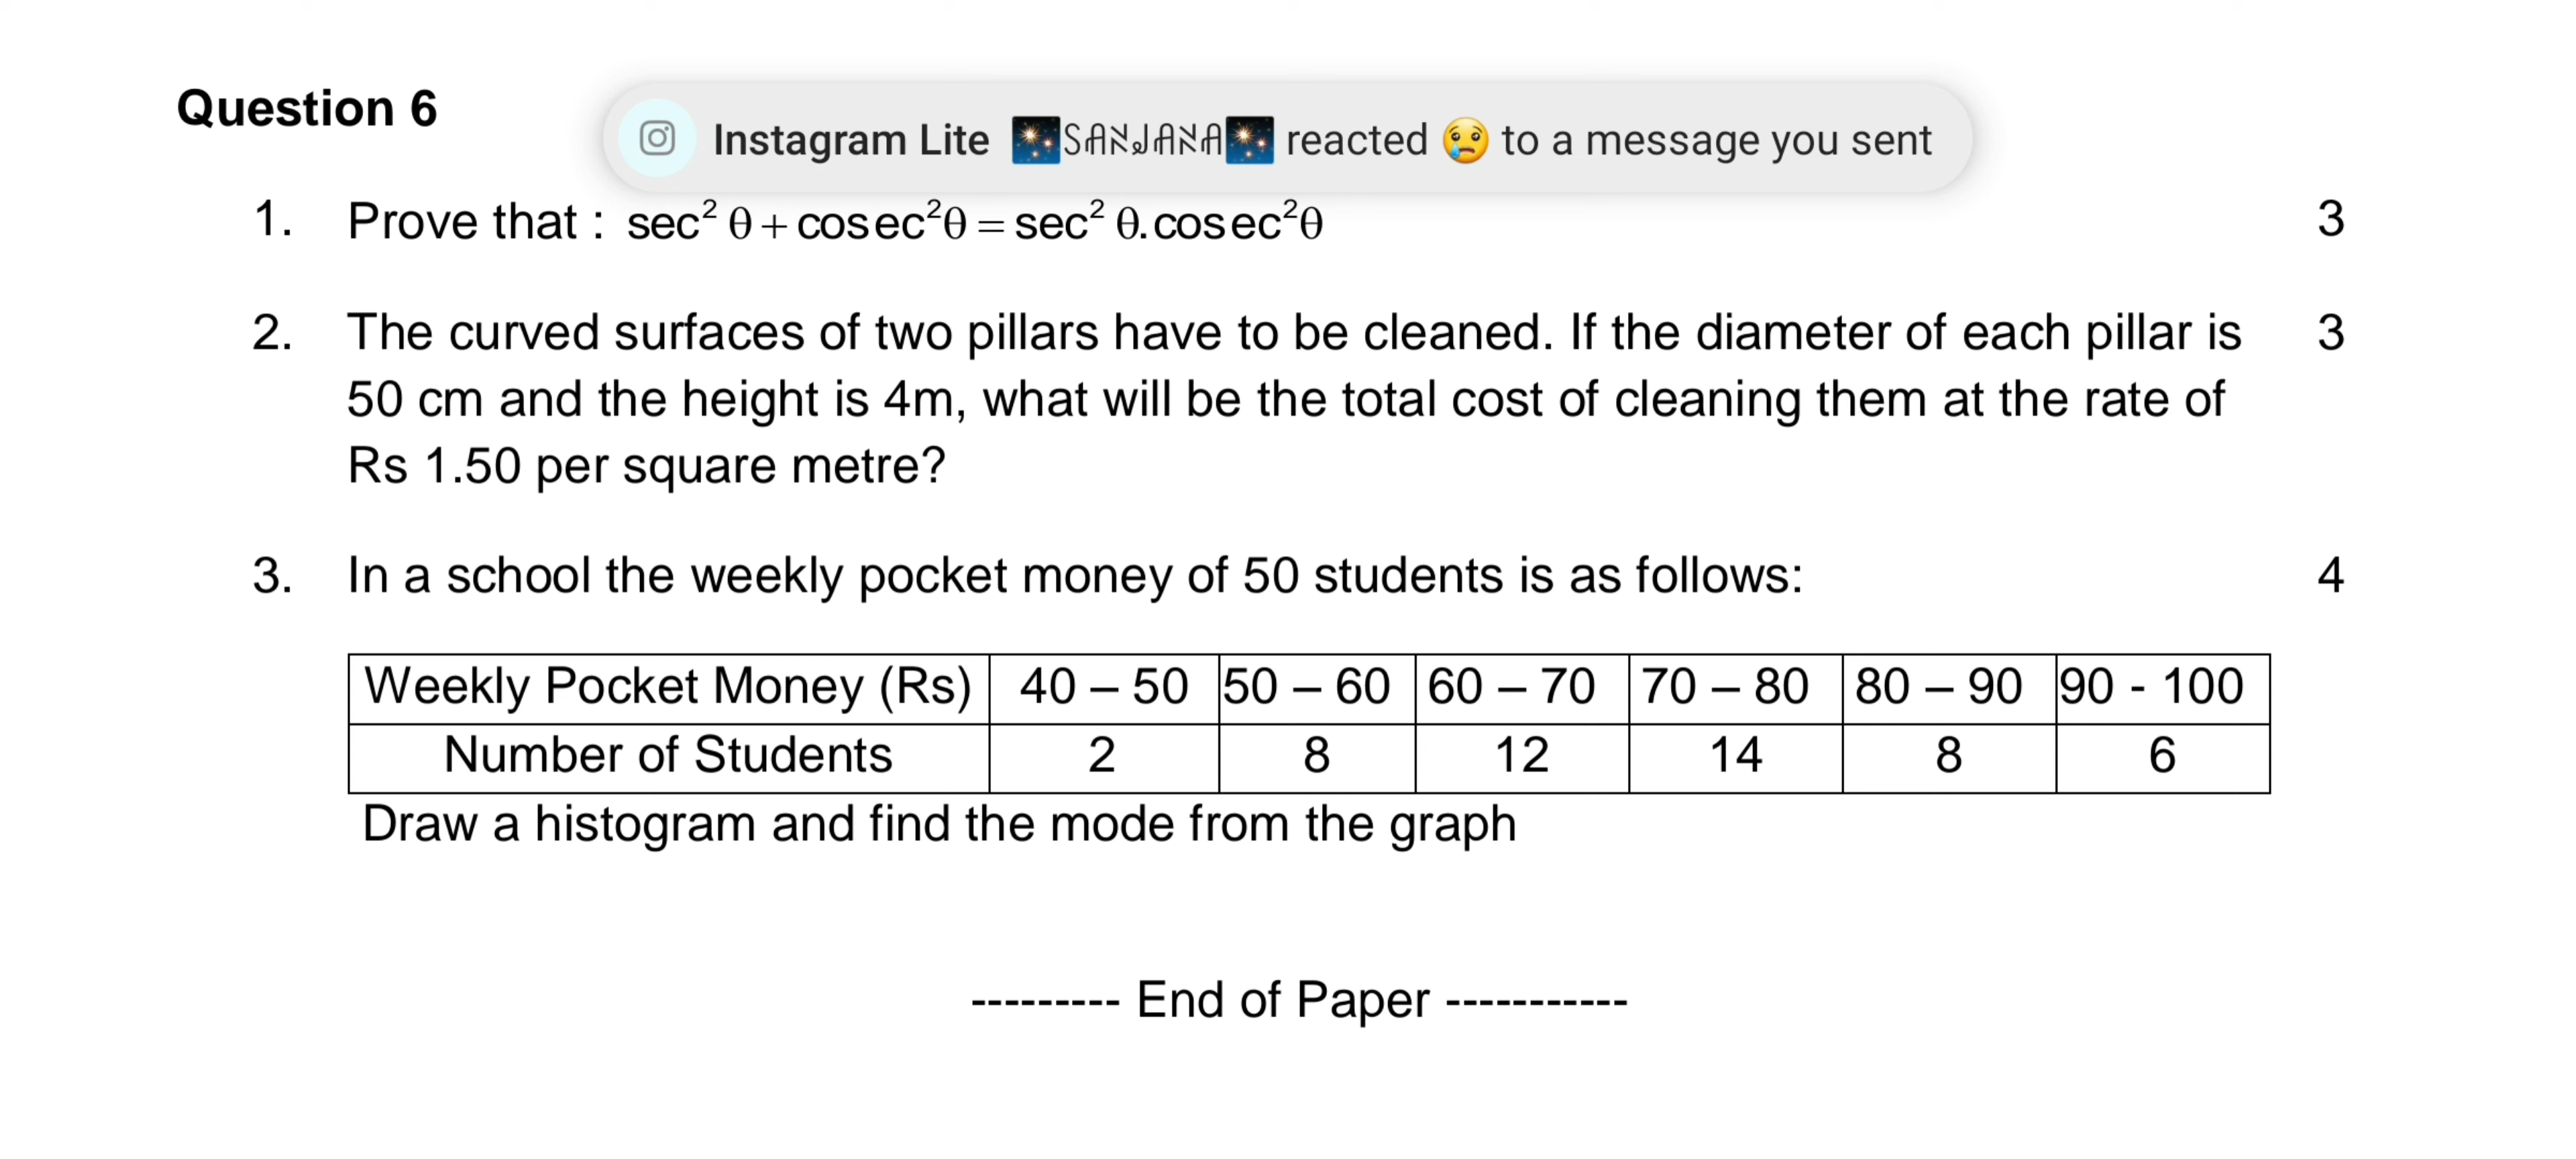 Question 6
Instagram Lite 🎇SANJANA🎇 reacted 😢 to a message you sent
1. Prove that : sec² θ + cosec²θ = sec² θ.cosec²θ 3
2. The curved surfaces of two pillars have to be cleaned. If the diameter of each pillar is 3
50 cm and the height is 4m, what will be the total cost of cleaning them at the rate of
Rs 1.50 per square metre?
3. In a school the weekly pocket money of 50 students is as follows: 4
Weekly Pocket Money (Rs) 40 – 50 50 – 60 60 – 70 70 – 80 80 – 90 90 - 100
Number of Students 2 8 12 14 8 6
Draw a histogram and find the mode from the graph
--------- End of Paper -----------